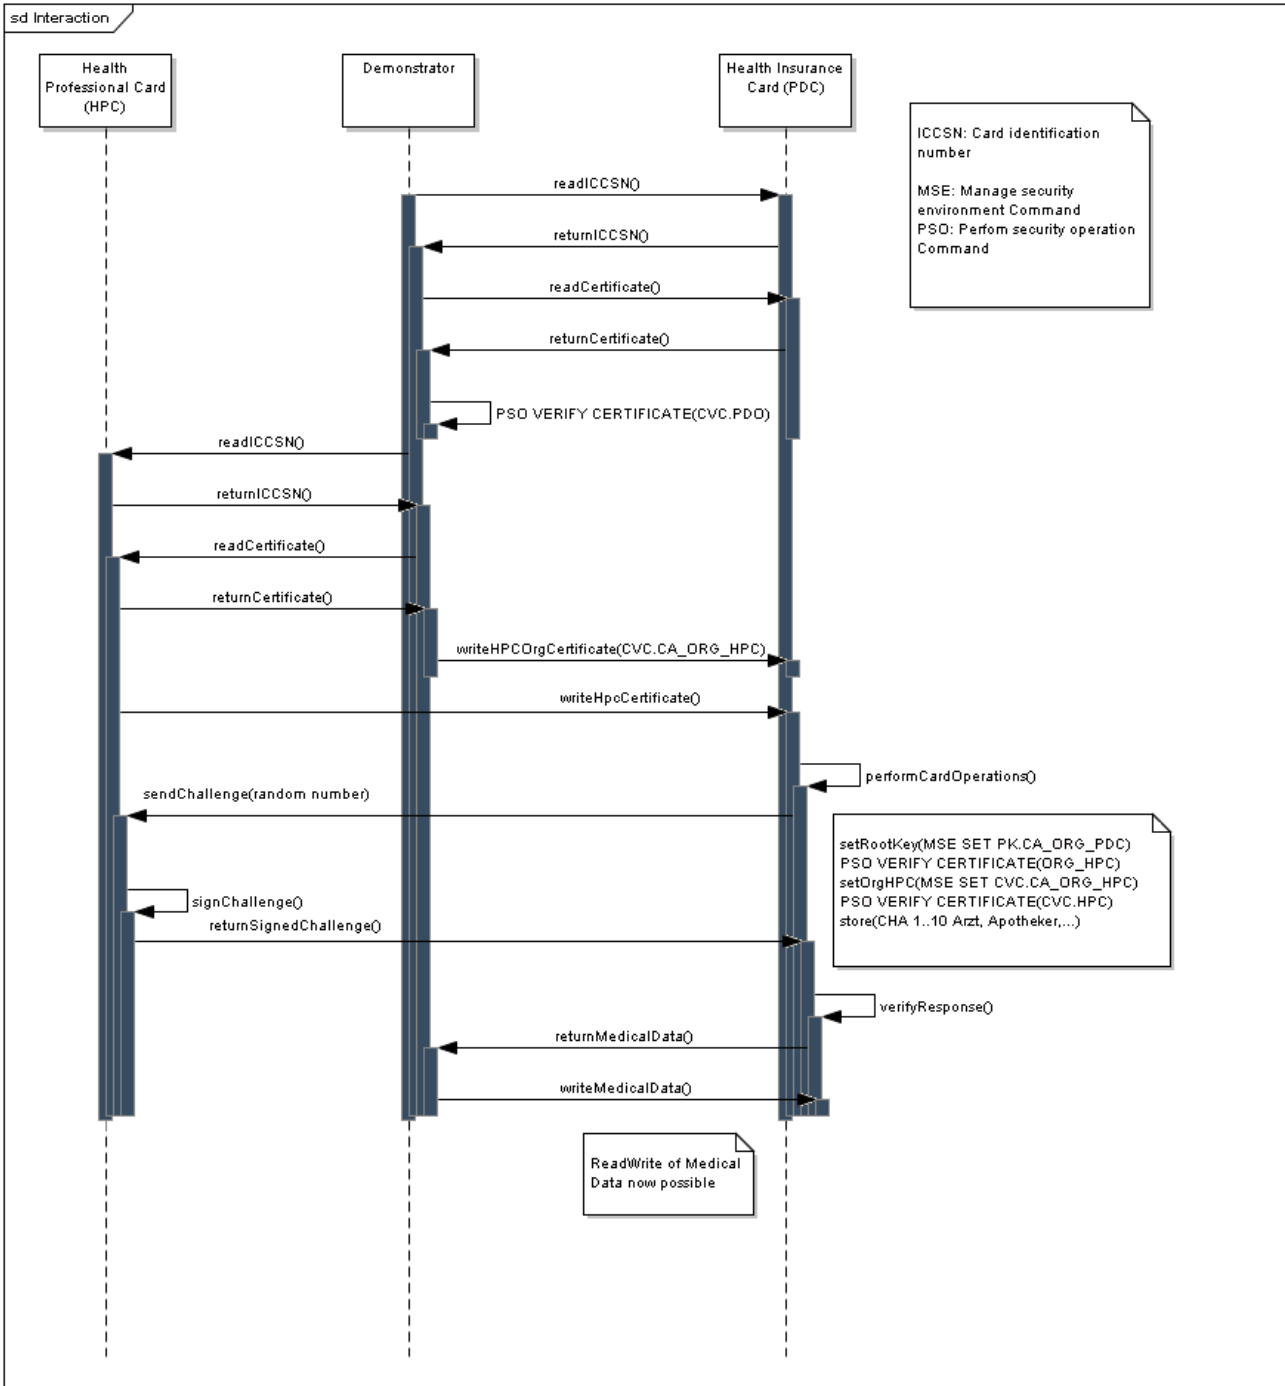 sd Interaction
Health
Professional Card
(HPC)
Demonstrator
Health Insurance
Card (PDC)
ICCSN: Card identification
number
MSE: Manage security
environment Command
PSO: Perfom security operation
Command
readICCSN()
returnICCSN()
readCertificate()
returnCertificate()
PSO VERIFY CERTIFICATE(CVC.PDO)
readICCSN()
returnICCSN()
readCertificate()
returnCertificate()
writeHPCOrgCertificate(CVC.CA_ORG_HPC)
writeHpcCertificate()
performCardOperations()
sendChallenge(random number)
setRootKey(MSE SET PK.CA_ORG_PDC)
PSO VERIFY CERTIFICATE(ORG_HPC)
setOrgHPC(MSE SET CVC.CA_ORG_HPC)
PSO VERIFY CERTIFICATE(CVC.HPC)
store(CHA 1..10 Arzt, Apotheker,...)
signChallenge()
returnSignedChallenge()
verifyResponse()
returnMedicalData()
writeMedicalData()
ReadWrite of Medical
Data now possible